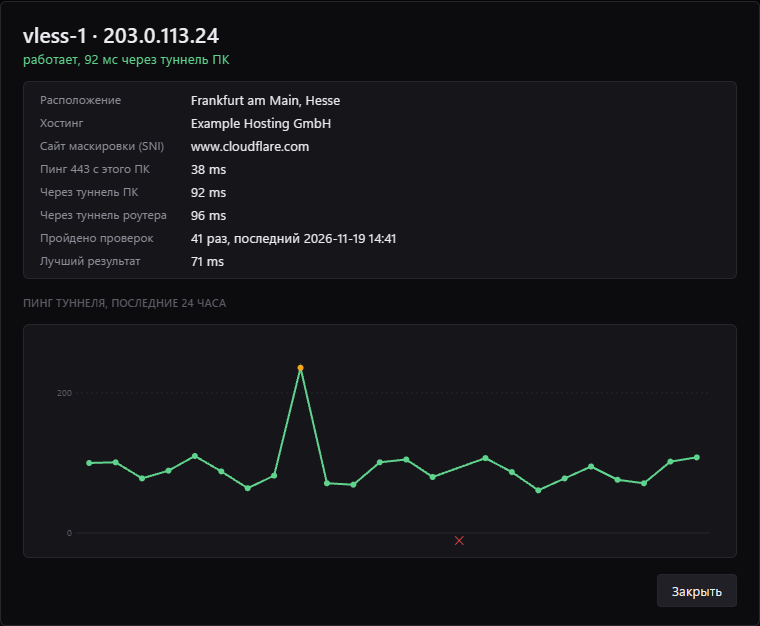 vless-1 · 203.0.113.24
работает, 92 мс через туннель ПК
Расположение Frankfurt am Main, Hesse
Хостинг Example Hosting GmbH
Сайт маскировки (SNI) www.cloudflare.com
Пинг 443 с этого ПК 38 ms
Через туннель ПК 92 ms
Через туннель роутера 96 ms
Пройдено проверок 41 раз, последний 2026-11-19 14:41
Лучший результат 71 ms
ПИНГ ТУННЕЛЯ, ПОСЛЕДНИЕ 24 ЧАСА
200
0
Закрыть